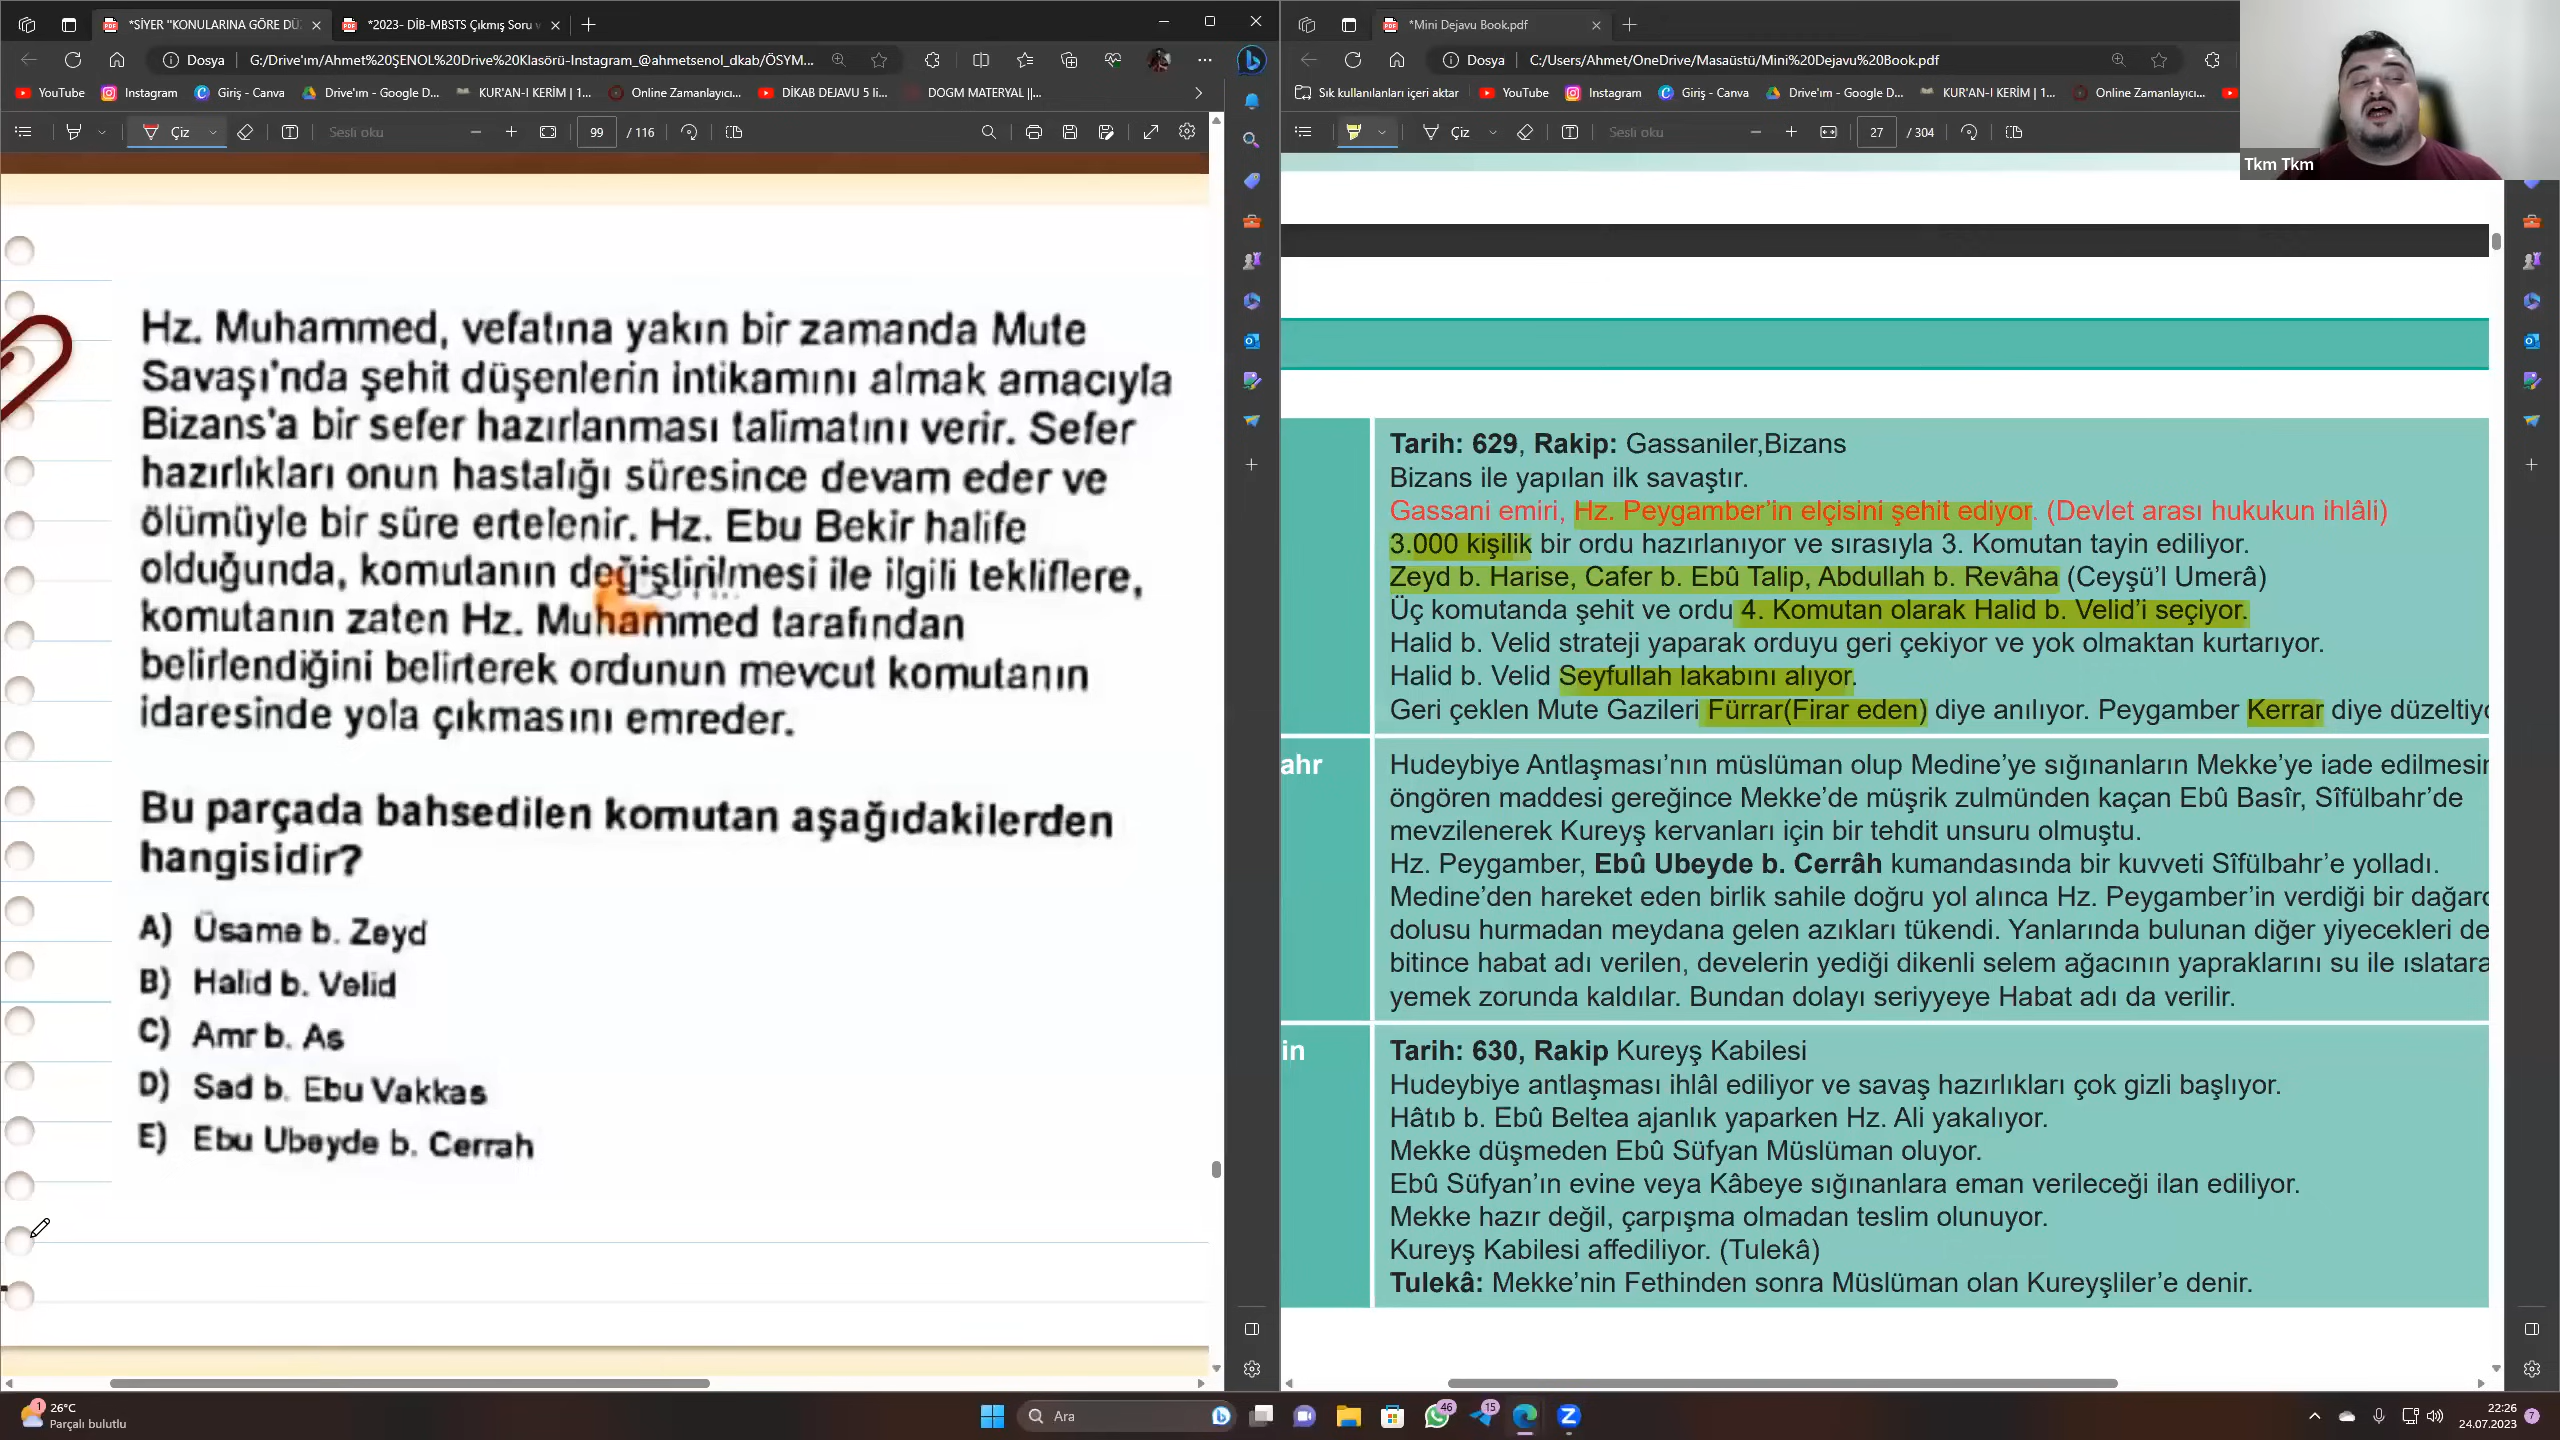 *SİYER "KONULARINA GÖRE DÜ
*2023- DİB-MBSTS Çıkmış Soru v
Dosya
G:/Drive'ım/Ahmet%20ŞENOL%20Drive%20Klasörü-Instagram_@ahmetsenol_dkab/ÖSYM...
YouTube
Instagram
Giriş - Canva
Drive'ım - Google D...
KUR'AN-I KERİM | 1...
Online Zamanlayıcı...
DİKAB DEJAVU 5 li...
DOGM MATERYAL ||...
Çiz
Sesli oku
99
/ 116
Hz. Muhammed, vefatına yakın bir zamanda Mute
Savaşı'nda şehit düşenlerin intikamını almak amacıyla
Bizans'a bir sefer hazırlanması talimatını verir. Sefer
hazırlıkları onun hastalığı süresince devam eder ve
ölümüyle bir süre ertelenir. Hz. Ebu Bekir halife
olduğunda, komutanın değiştirilmesi ile ilgili tekliflere,
komutanın zaten Hz. Muhammed tarafından
belirlendiğini belirterek ordunun mevcut komutanın
idaresinde yola çıkmasını emreder.
Bu parçada bahsedilen komutan aşağıdakilerden
hangisidir?
A) Üsame b. Zeyd
B) Halid b. Velid
C) Amr b. As
D) Sad b. Ebu Vakkas
E) Ebu Ubeyde b. Cerrah
*Mini Dejavu Book.pdf
Dosya
C:/Users/Ahmet/OneDrive/Masaüstü/Mini%20Dejavu%20Book.pdf
Sık kullanılanları içeri aktar
YouTube
Instagram
Giriş - Canva
Drive'ım - Google D...
KUR'AN-I KERİM | 1...
Online Zamanlayıcı...
Çiz
Sesli oku
27
/ 304
Tkm Tkm
Tarih: 629, Rakip: Gassaniler,Bizans
Bizans ile yapılan ilk savaştır.
Gassani emiri, Hz. Peygamber'in elçisini şehit ediyor. (Devlet arası hukukun ihlâli)
3.000 kişilik bir ordu hazırlanıyor ve sırasıyla 3. Komutan tayin ediliyor.
Zeyd b. Harise, Cafer b. Ebû Talip, Abdullah b. Revâha (Ceyşü'l Umerâ)
Üç komutanda şehit ve ordu 4. Komutan olarak Halid b. Velid'i seçiyor.
Halid b. Velid strateji yaparak orduyu geri çekiyor ve yok olmaktan kurtarıyor.
Halid b. Velid Seyfullah lakabını alıyor.
Geri çeklen Mute Gazileri Fürrar(Firar eden) diye anılıyor. Peygamber Kerrar diye düzeltiyo
ahr
Hudeybiye Antlaşması'nın müslüman olup Medine'ye sığınanların Mekke'ye iade edilmesin
öngören maddesi gereğince Mekke'de müşrik zulmünden kaçan Ebû Basîr, Sîfülbahr'de
mevzilenerek Kureyş kervanları için bir tehdit unsuru olmuştu.
Hz. Peygamber, Ebû Ubeyde b. Cerrâh kumandasında bir kuvveti Sîfülbahr'e yolladı.
Medine'den hareket eden birlik sahile doğru yol alınca Hz. Peygamber'in verdiği bir dağarc
dolusu hurmadan meydana gelen azıkları tükendi. Yanlarında bulunan diğer yiyecekleri de
bitince habat adı verilen, develerin yediği dikenli selem ağacının yapraklarını su ile ıslatara
yemek zorunda kaldılar. Bundan dolayı seriyyeye Habat adı da verilir.
in
Tarih: 630, Rakip Kureyş Kabilesi
Hudeybiye antlaşması ihlâl ediliyor ve savaş hazırlıkları çok gizli başlıyor.
Hâtıb b. Ebû Beltea ajanlık yaparken Hz. Ali yakalıyor.
Mekke düşmeden Ebû Süfyan Müslüman oluyor.
Ebû Süfyan'ın evine veya Kâbeye sığınanlara eman verileceği ilan ediliyor.
Mekke hazır değil, çarpışma olmadan teslim olunuyor.
Kureyş Kabilesi affediliyor. (Tulekâ)
Tulekâ: Mekke'nin Fethinden sonra Müslüman olan Kureyşliler'e denir.
1
26°C
Parçalı bulutlu
Ara
46
15
22:26
24.07.2023
7